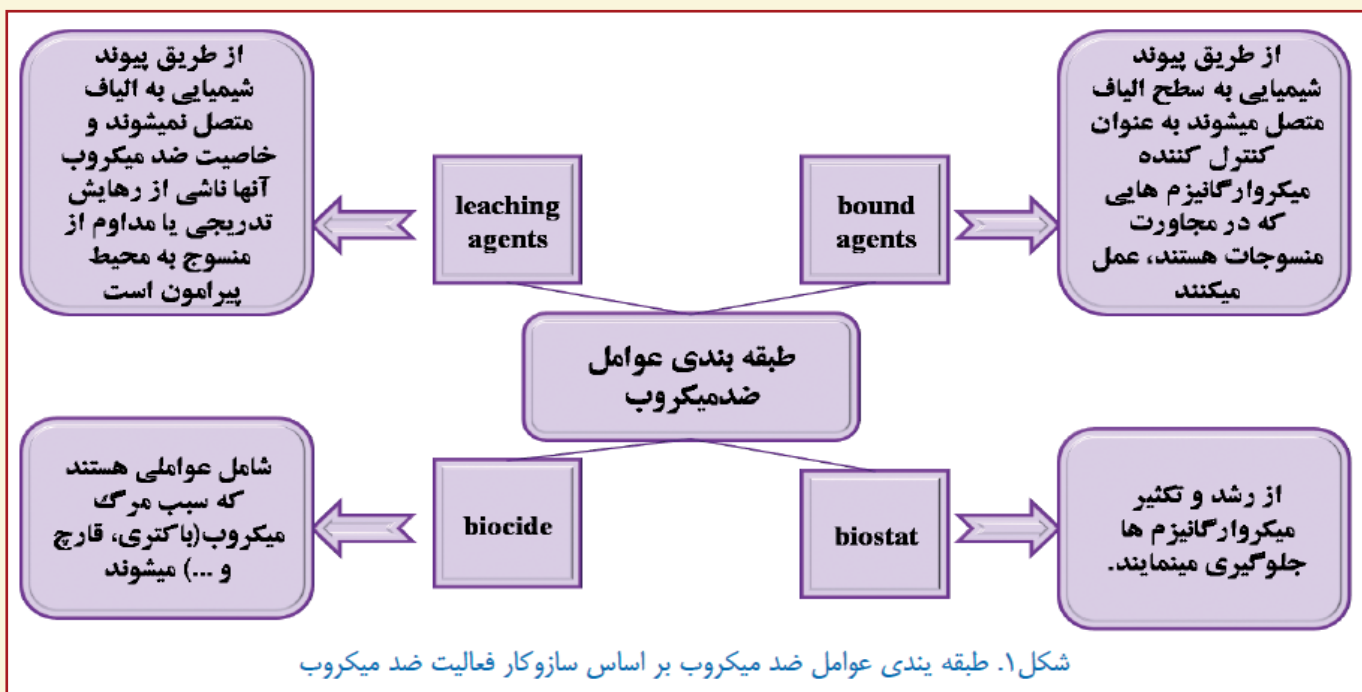 از طریق پیوند
شیمیایی به سطح الیاف
متصل میشوند به عنوان
کنترل کننده
میکروارگانیزم هایی
که در مجاورت
منسوجات هستند، عمل
میکنند
bound
agents
leaching
agents
از طریق پیوند
شیمیایی به الیاف
متصل نمیشوند و
خاصیت ضد میکروب
آنها ناشی از رهایش
تدریجی یا مداوم از
منسوج به محیط
پیرامون است
طبقه بندی عوامل
ضدمیکروب
از رشد و تکثیر
میکروارگانیزم ها
جلوگیری مینمایند.
biostat
biocide
شامل عواملی هستند
که سبب مرگ
میکروب(باکتری، قارچ
و ...) میشوند
شکل۱. طبقه یندی عوامل ضد میکروب بر اساس سازوکار فعالیت ضد میکروب